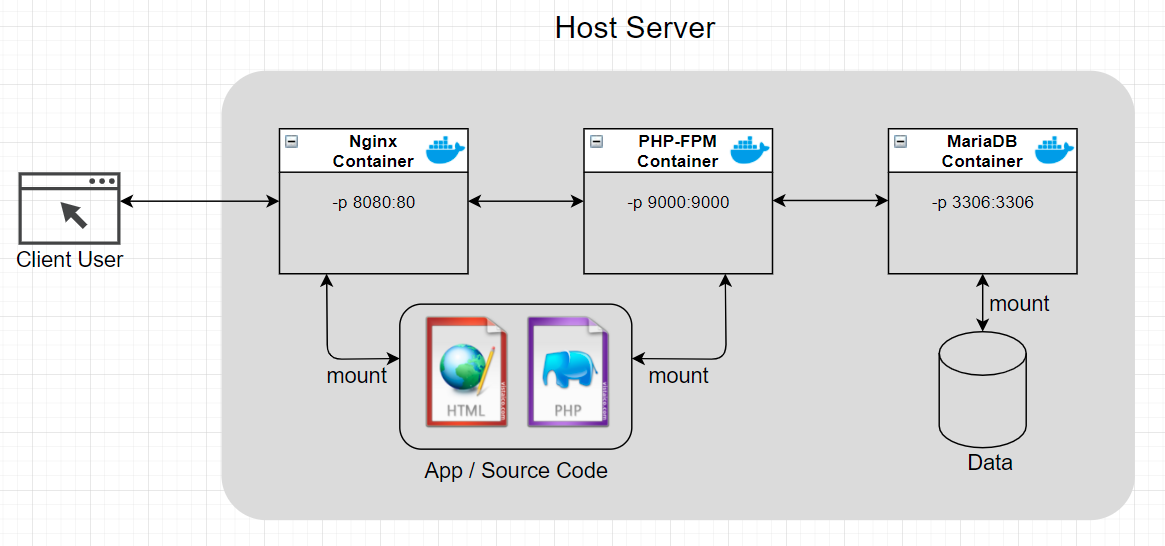 Host Server
Nginx
Container
PHP-FPM
Container
MariaDB
Container
-p 8080:80
-p 9000:9000
-p 3306:3306
Client User
mount
mount
mount
HTML
PHP
App / Source Code
Data